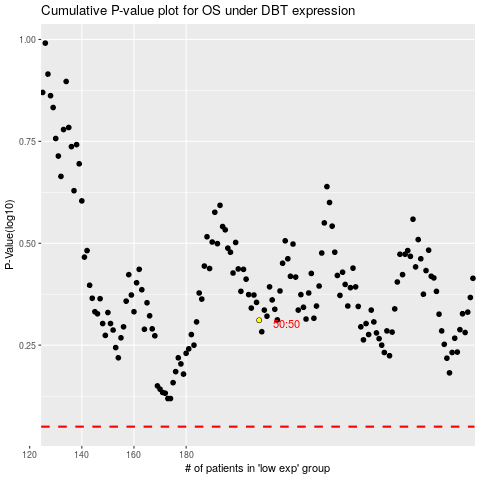 Cumulative P-value plot for OS under DBT expression
P-Value(log10)
1.00
0.75
0.50
0.25
50:50
120 140 160 180
# of patients in 'low exp' group